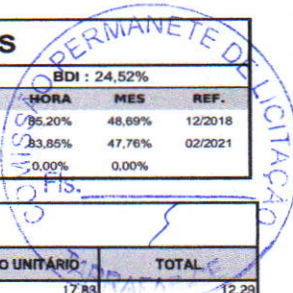 S
COMISSÃO PERMANETE DE LICITAÇÃO
BDI : 24,52%
HORA MES REF.
85,20% 48,69% 12/2018
83,85% 47,76% 02/2021
0,00% 0,00%
Fls.
O UNITÁRIO TOTAL
17,83 12,29